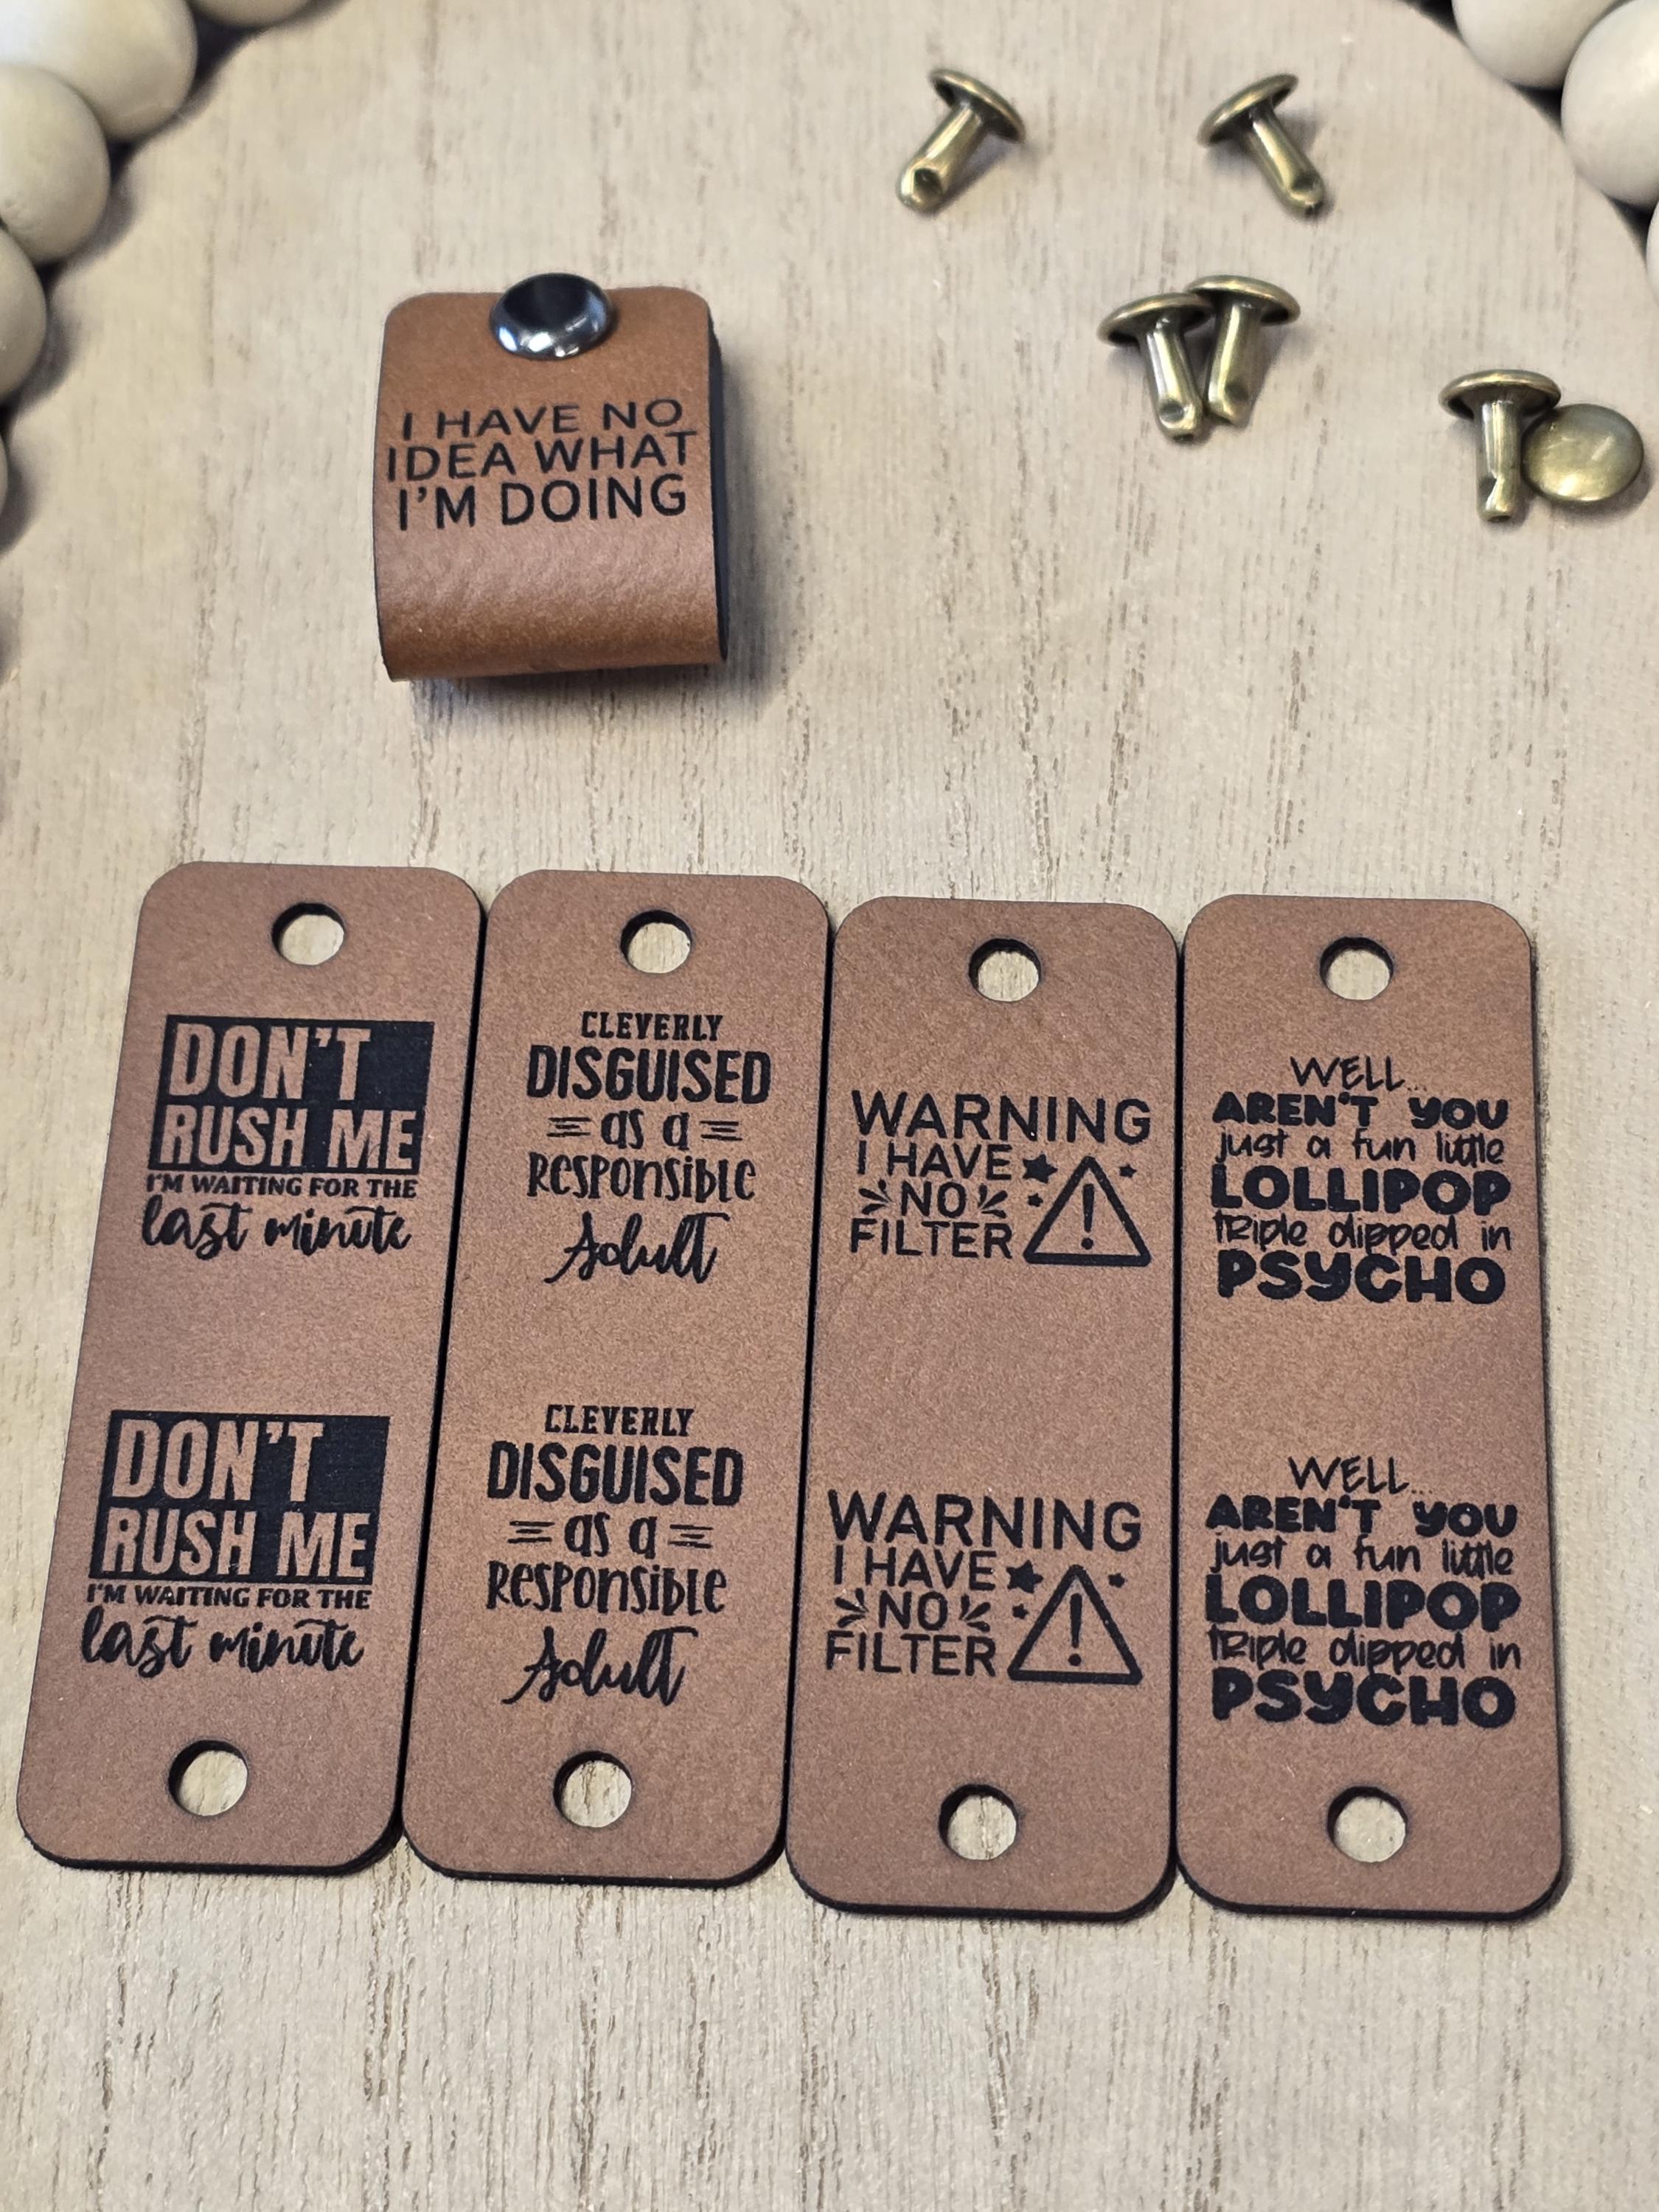 I HAVE NO
IDEA WHAT
I'M DOING
DON'T
RUSH ME
I'M WAITING FOR THE
last minute
DON'T
RUSH ME
I'M WAITING FOR THE
last minute
CLEVERLY
DISGUISED
as a
RESPONSIBLE
Adult
CLEVERLY
DISGUISED
as a
RESPONSIBLE
Adult
WARNING
I HAVE
NO
FILTER
WARNING
I HAVE
NO
FILTER
WELL...
AREN'T YOU
just a fun little
LOLLIPOP
triple dipped in
PSYCHO
WELL...
AREN'T YOU
just a fun little
LOLLIPOP
triple dipped in
PSYCHO